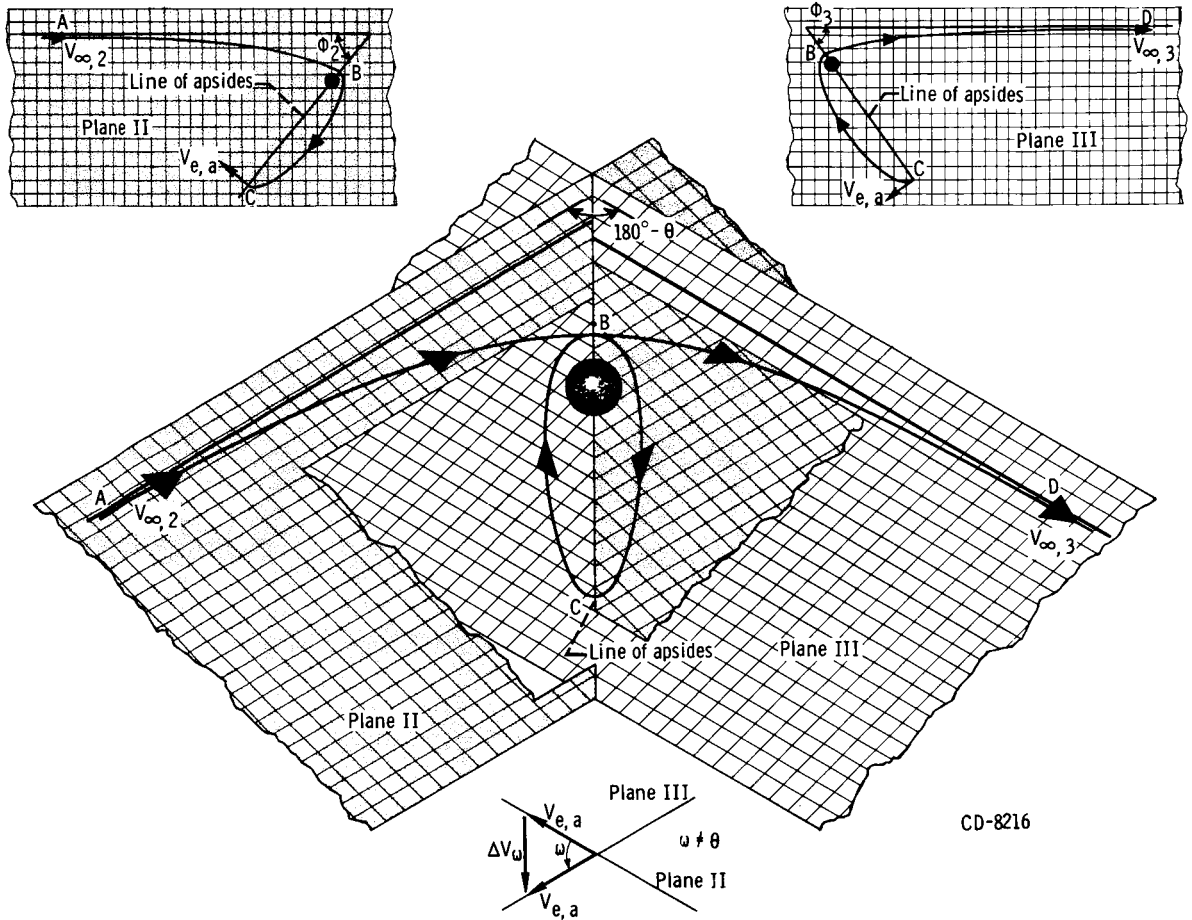 A
V∞,2
Φ2
B
Line of apsides
Plane II
Ve,a
C
Φ3
D
V∞,3
B
Line of apsides
Plane III
C
Ve,a
180° - θ
B
A
V∞,2
D
V∞,3
C
Line of apsides
Plane III
Plane II
Plane III
Ve,a
ω ≠ θ
ΔVω
ω
Plane II
Ve,a
CD-8216